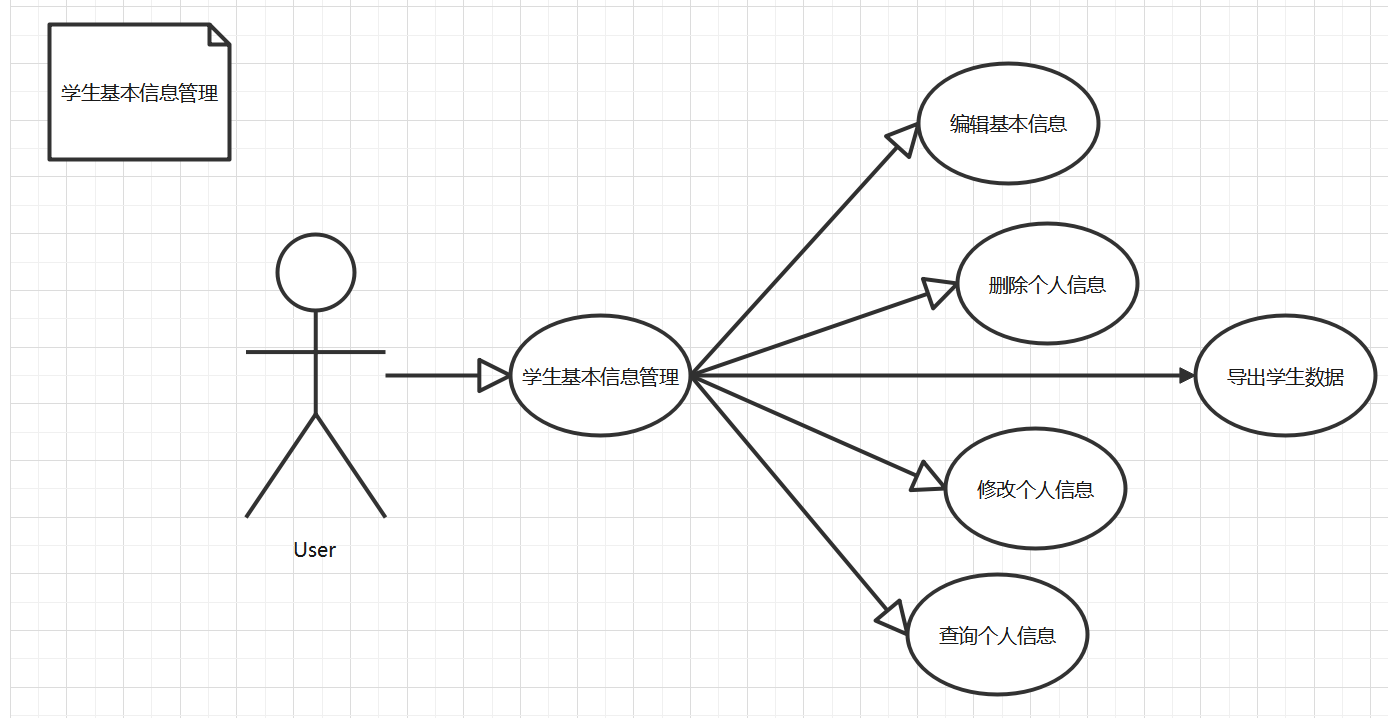 学生基本信息管理
编辑基本信息
删除个人信息
学生基本信息管理
导出学生数据
修改个人信息
User
查询个人信息